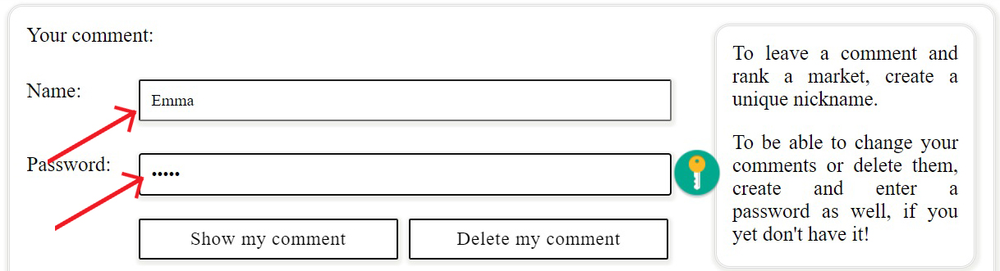 Your comment:
Name:
Emma
Password:
•••••
Show my comment
Delete my comment
To leave a comment and
rank a market, create a
unique nickname.
To be able to change your
comments or delete them,
create and enter a
password as well, if you
yet don't have it!